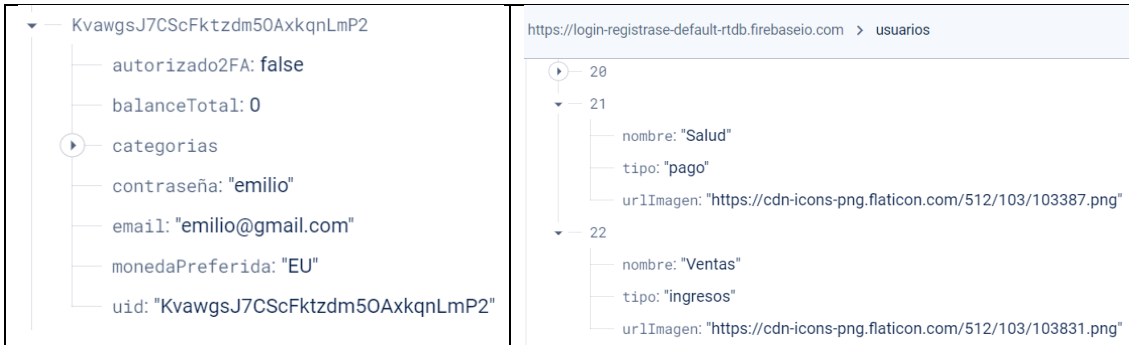 KvawgsJ7CScFktzdm5OAxkqnLmP2
autorizado2FA: false
balanceTotal: 0
categorias
contraseña: "emilio"
email: "emilio@gmail.com"
monedaPreferida: "EU"
uid: "KvawgsJ7CScFktzdm5OAxkqnLmP2"
https://login-registrase-default-rtdb.firebaseio.com > usuarios
20
21
nombre: "Salud"
tipo: "pago"
urlImagen: "https://cdn-icons-png.flaticon.com/512/103/103387.png"
22
nombre: "Ventas"
tipo: "ingresos"
urlImagen: "https://cdn-icons-png.flaticon.com/512/103/103831.png"